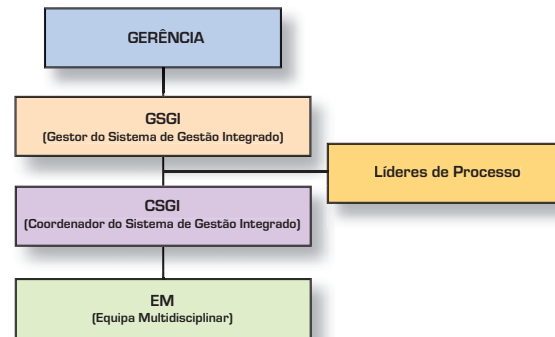 GERÊNCIA
GSGI
(Gestor do Sistema de Gestão Integrado)
Líderes de Processo
CSGI
(Coordenador do Sistema de Gestão Integrado)
EM
(Equipa Multidisciplinar)